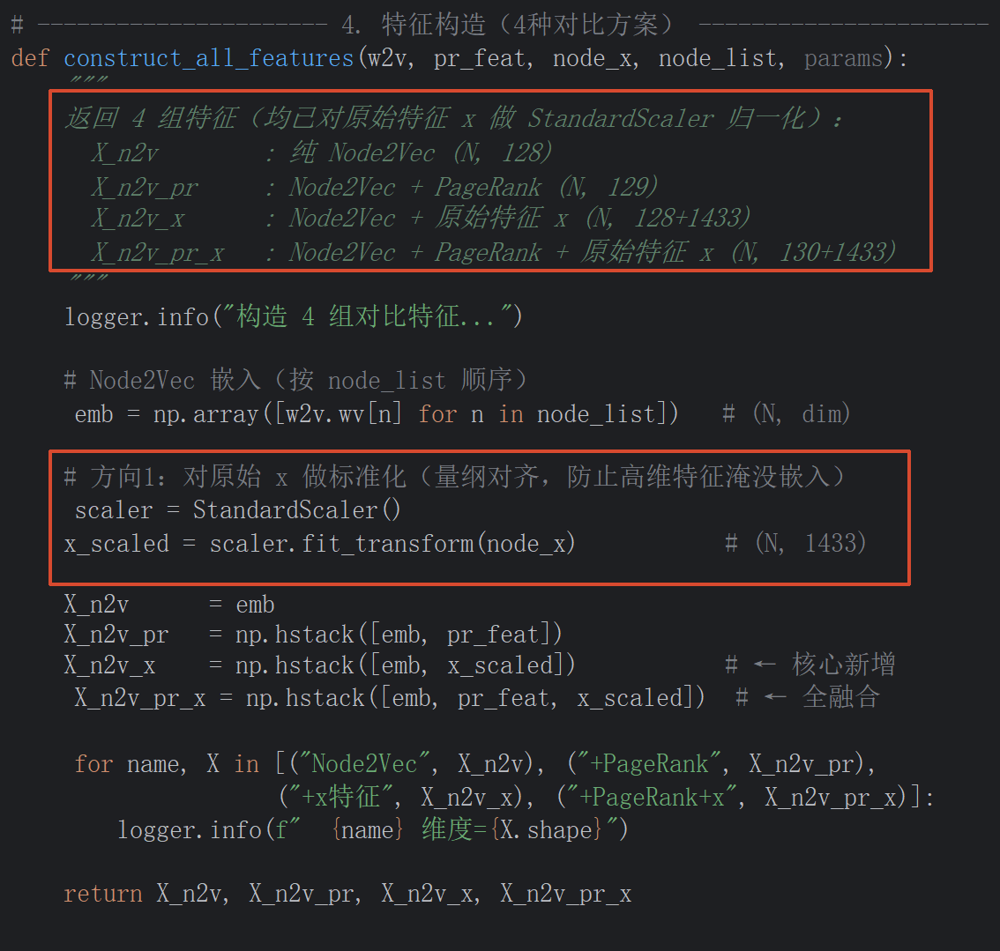 # ---------------------- 4. 特征构造（4种对比方案） ----------------------
def construct_all_features(w2v, pr_feat, node_x, node_list, params):
"""
返回 4 组特征（均已对原始特征 x 做 StandardScaler 归一化）：
X_n2v : 纯 Node2Vec (N, 128)
X_n2v_pr : Node2Vec + PageRank (N, 129)
X_n2v_x : Node2Vec + 原始特征 x (N, 128+1433)
X_n2v_pr_x : Node2Vec + PageRank + 原始特征 x (N, 130+1433)
"""
logger.info("构造 4 组对比特征...")
# Node2Vec 嵌入（按 node_list 顺序）
emb = np.array([w2v.wv[n] for n in node_list]) # (N, dim)
# 方向1：对原始 x 做标准化（量纲对齐，防止高维特征淹没嵌入）
scaler = StandardScaler()
x_scaled = scaler.fit_transform(node_x) # (N, 1433)
X_n2v = emb
X_n2v_pr = np.hstack([emb, pr_feat])
X_n2v_x = np.hstack([emb, x_scaled]) # ← 核心新增
X_n2v_pr_x = np.hstack([emb, pr_feat, x_scaled]) # ← 全融合
for name, X in [("Node2Vec", X_n2v), ("+PageRank", X_n2v_pr),
("+x特征", X_n2v_x), ("+PageRank+x", X_n2v_pr_x)]:
logger.info(f" {name} 维度={X.shape}")
return X_n2v, X_n2v_pr, X_n2v_x, X_n2v_pr_x